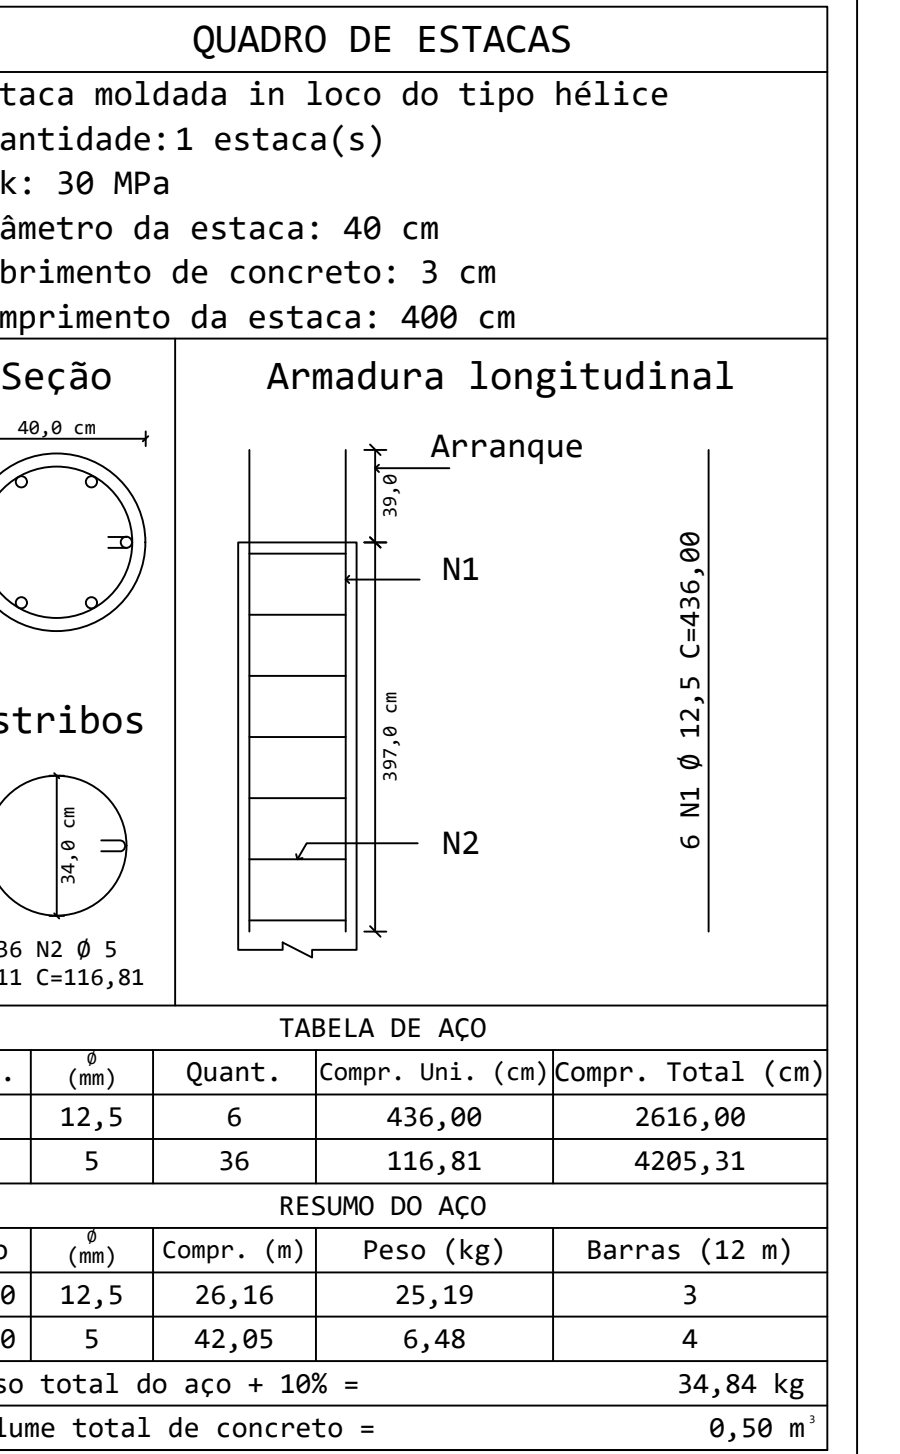 QUADRO DE ESTACAS
taca moldada in loco do tipo hélice
antidade: 1 estaca(s)
k: 30 MPa
âmetro da estaca: 40 cm
brimento de concreto: 3 cm
mprimento da estaca: 400 cm
Seção
40,0 cm
stribos
34,0 cm
36 N2 Ø 5
11 C=116,81
Armadura longitudinal
Arranque
39,0
N1
397,0 cm
N2
6 N1 Ø 12,5 C=436,00
TABELA DE AÇO
. Ø (mm) Quant. Compr. Uni. (cm) Compr. Total (cm)
12,5 6 436,00 2616,00
5 36 116,81 4205,31
RESUMO DO AÇO
o Ø (mm) Compr. (m) Peso (kg) Barras (12 m)
0 12,5 26,16 25,19 3
0 5 42,05 6,48 4
so total do aço + 10% = 34,84 kg
lume total de concreto = 0,50 m³